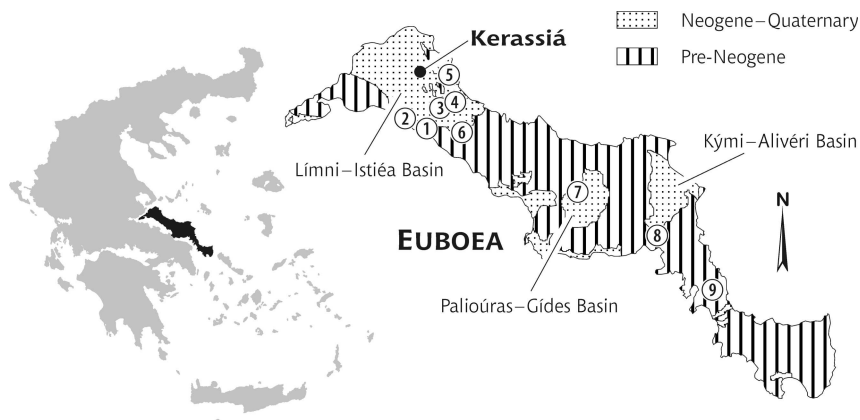 Neogene–Quaternary
Pre-Neogene
Kerassiá
5
4
3
2
1
6
Límni–Istiéa Basin
Kými–Alivéri Basin
7
N
EUBOEA
8
9
Palioúras–Gídes Basin